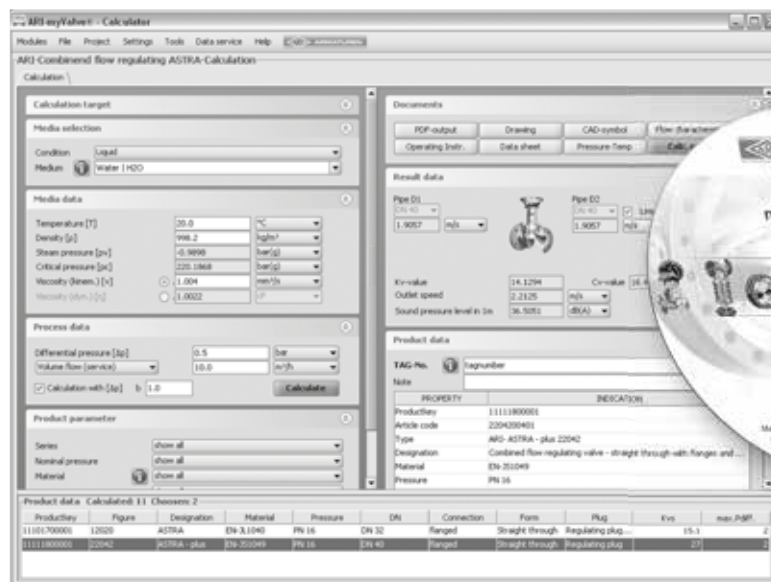 ARI-myValve® - Calculator
Modules File Project Settings Tools Data service Help
ARI Combinend flow regulating ASTRA-Calculation
Calculation
Calculation target
Media selection
Condition Liquid
Medium Water | H2O
Media data
Temperature [T] 20.0 °C
Density [ρ] 998.2 kg/m³
Steam pressure [pv] -0.9898 bar(g)
Critical pressure [pc] 220.1868 bar(g)
Viscosity (kinem.) [ν] 1.004 mm²/s
Viscosity (dyn.) [η] 1.0022 cP
Process data
Differential pressure [Δp] 0.5 bar
Volume flow (service) 10.0 m³/h
Calculation with [Δp] b 1.0 Calculate
Product parameter
Series show all
Nominal pressure show all
Material show all
Documents
PDF-output Drawing CAD-symbol
Operating Instr. Data sheet Pressure-Temp
Result data
Pipe D1 Pipe D2
DN 40 DN 40
1.9057 m/s 1.9057 m/s
Kv-value 14.1294 Cv-value
Outlet speed 2.2125 m/s
Sound pressure level in 1m 36.5051 dB(A)
Product data
TAG-No. tagnumber
Note
PROPERTY INDICATION
Productkey 11111800001
Article code 2204200401
Type ARI- ASTRA - plus 22042
Designation Combined flow regulating valve - straight through with flanges and ...
Material EN-JS1049
Pressure PN 16
Product data Calculated: 11 Choosen: 2
Productkey Figure Designation Material Pressure DN Connection Form Plug Kvs max.Pdiff.
11101700001 12020 ASTRA EN-JL1040 PN 16 DN 32 flanged Straight through Regulating plug... 15.1 2
11111800001 22042 ASTRA - plus EN-JS1049 PN 16 DN 40 flanged Straight through Regulating plug 27 2